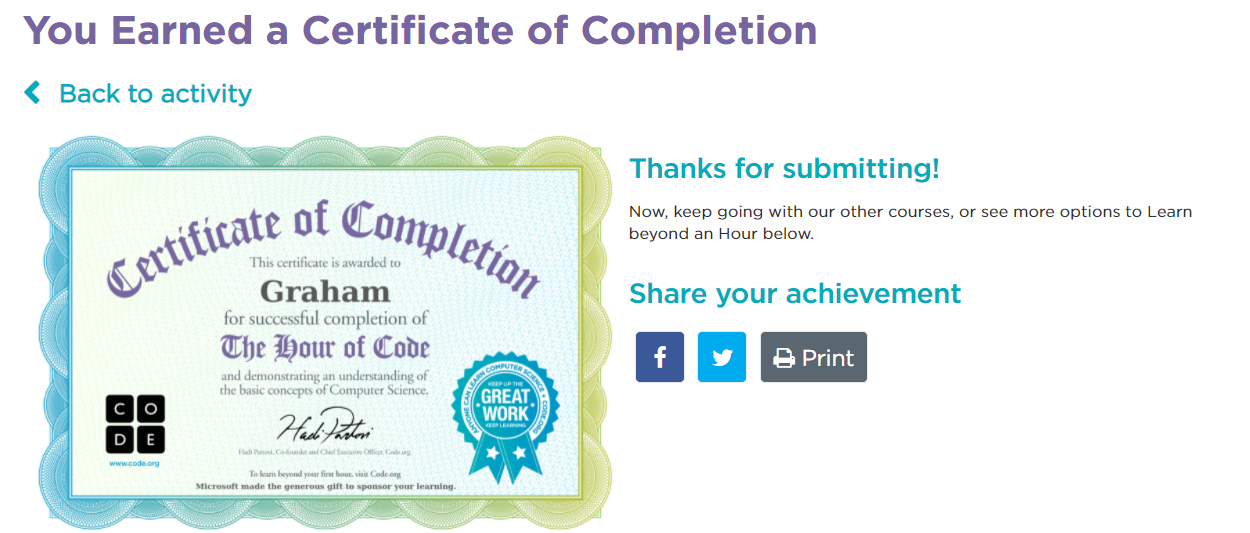 You Earned a Certificate of Completion
Back to activity
Certificate of Completion
This certificate is awarded to
Graham
for successful completion of
The Hour of Code
and demonstrating an understanding of
the basic concepts of Computer Science.
C O
D E
www.code.org
Hadi Partovi
Hadi Partovi, Co-founder and Chief Executive Officer, Code.org
To learn beyond your first hour, visit Code.org
Microsoft made the generous gift to sponsor your learning.
ANYONE CAN LEARN COMPUTER SCIENCE • CODE.ORG
KEEP UP THE
GREAT
WORK
KEEP LEARNING
Thanks for submitting!
Now, keep going with our other courses, or see more options to Learn
beyond an Hour below.
Share your achievement
f
Print